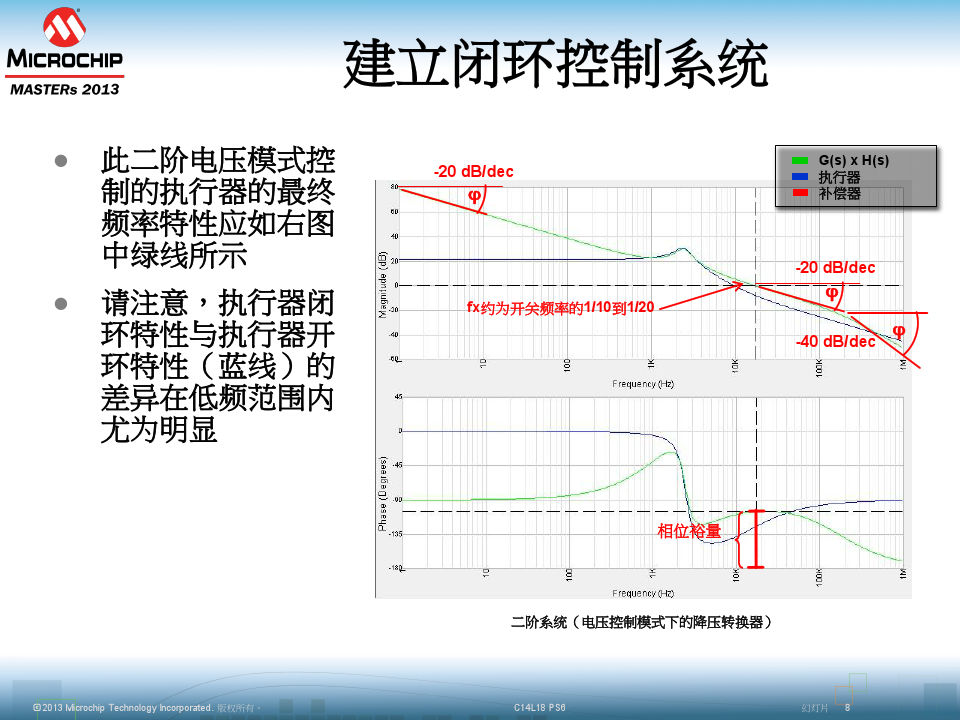 MICROCHIP
MASTERs 2013
建立闭环控制系统
此二阶电压模式控
制的执行器的最终
频率特性应如右图
中绿线所示
请注意，执行器闭
环特性与执行器开
环特性（蓝线）的
差异在低频范围内
尤为明显
G(s) x H(s)
执行器
补偿器
-20 dB/dec
φ
80
60
40
20
0
-20
-40
-60
Magnitude (dB)
-20 dB/dec
φ
fx约为开关频率的1/10到1/20
-40 dB/dec
φ
10
100
1K
10K
100K
1M
Frequency (Hz)
45
0
-45
-90
-135
-180
Phase (Degrees)
相位裕量
1
10
100
1K
10K
100K
1M
Frequency (Hz)
二阶系统（电压控制模式下的降压转换器）
©2013 Microchip Technology Incorporated. 版权所有。
C14L18 PS6
幻灯片 8